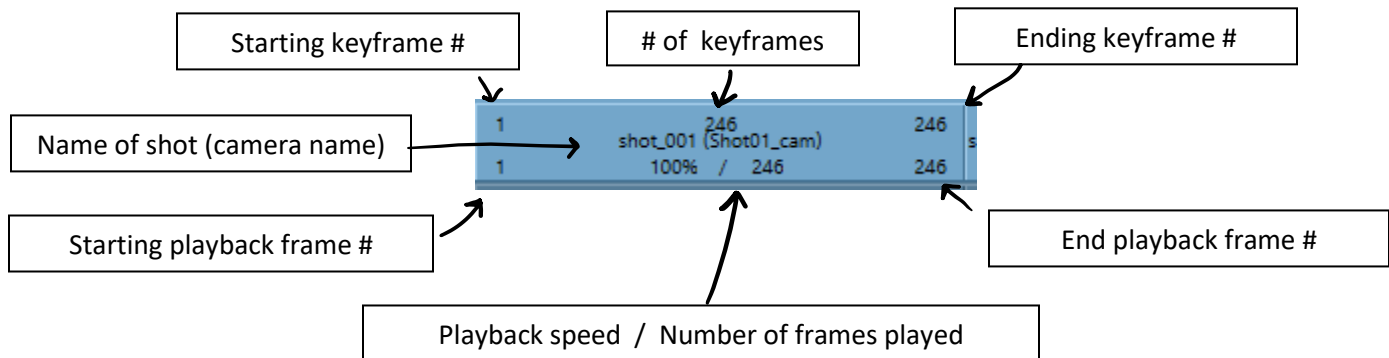 Starting keyframe #
# of keyframes
Ending keyframe #
1 246 246
Name of shot (camera name)
shot_001 (Shot01_cam) s
1 100% / 246 246
Starting playback frame #
End playback frame #
Playback speed / Number of frames played